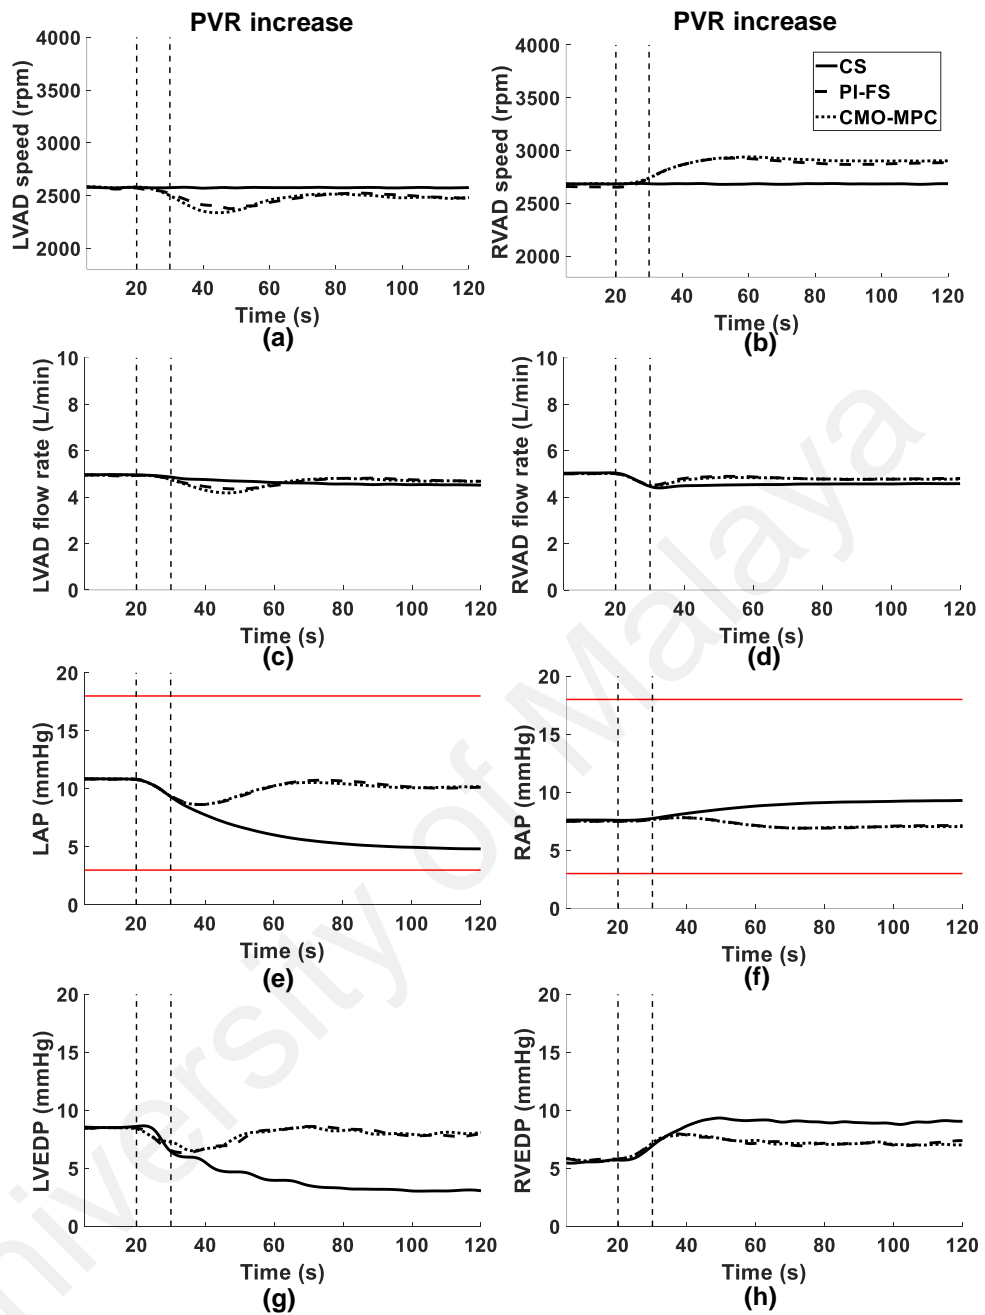 PVR increase
4000
3500
3000
2500
2000
LVAD speed (rpm)
20 40 60 80 100 120
Time (s)
(a)
PVR increase
4000
3500
3000
2500
2000
RVAD speed (rpm)
CS
PI-FS
CMO-MPC
20 40 60 80 100 120
Time (s)
(b)
10
8
6
4
2
0
LVAD flow rate (L/min)
20 40 60 80 100 120
Time (s)
(c)
10
8
6
4
2
0
RVAD flow rate (L/min)
20 40 60 80 100 120
Time (s)
(d)
20
15
10
5
0
LAP (mmHg)
20 40 60 80 100 120
Time (s)
(e)
20
15
10
5
0
RAP (mmHg)
20 40 60 80 100 120
Time (s)
(f)
20
15
10
5
0
LVEDP (mmHg)
20 40 60 80 100 120
Time (s)
(g)
20
15
10
5
0
RVEDP (mmHg)
20 40 60 80 100 120
Time (s)
(h)
niversity of Malaya